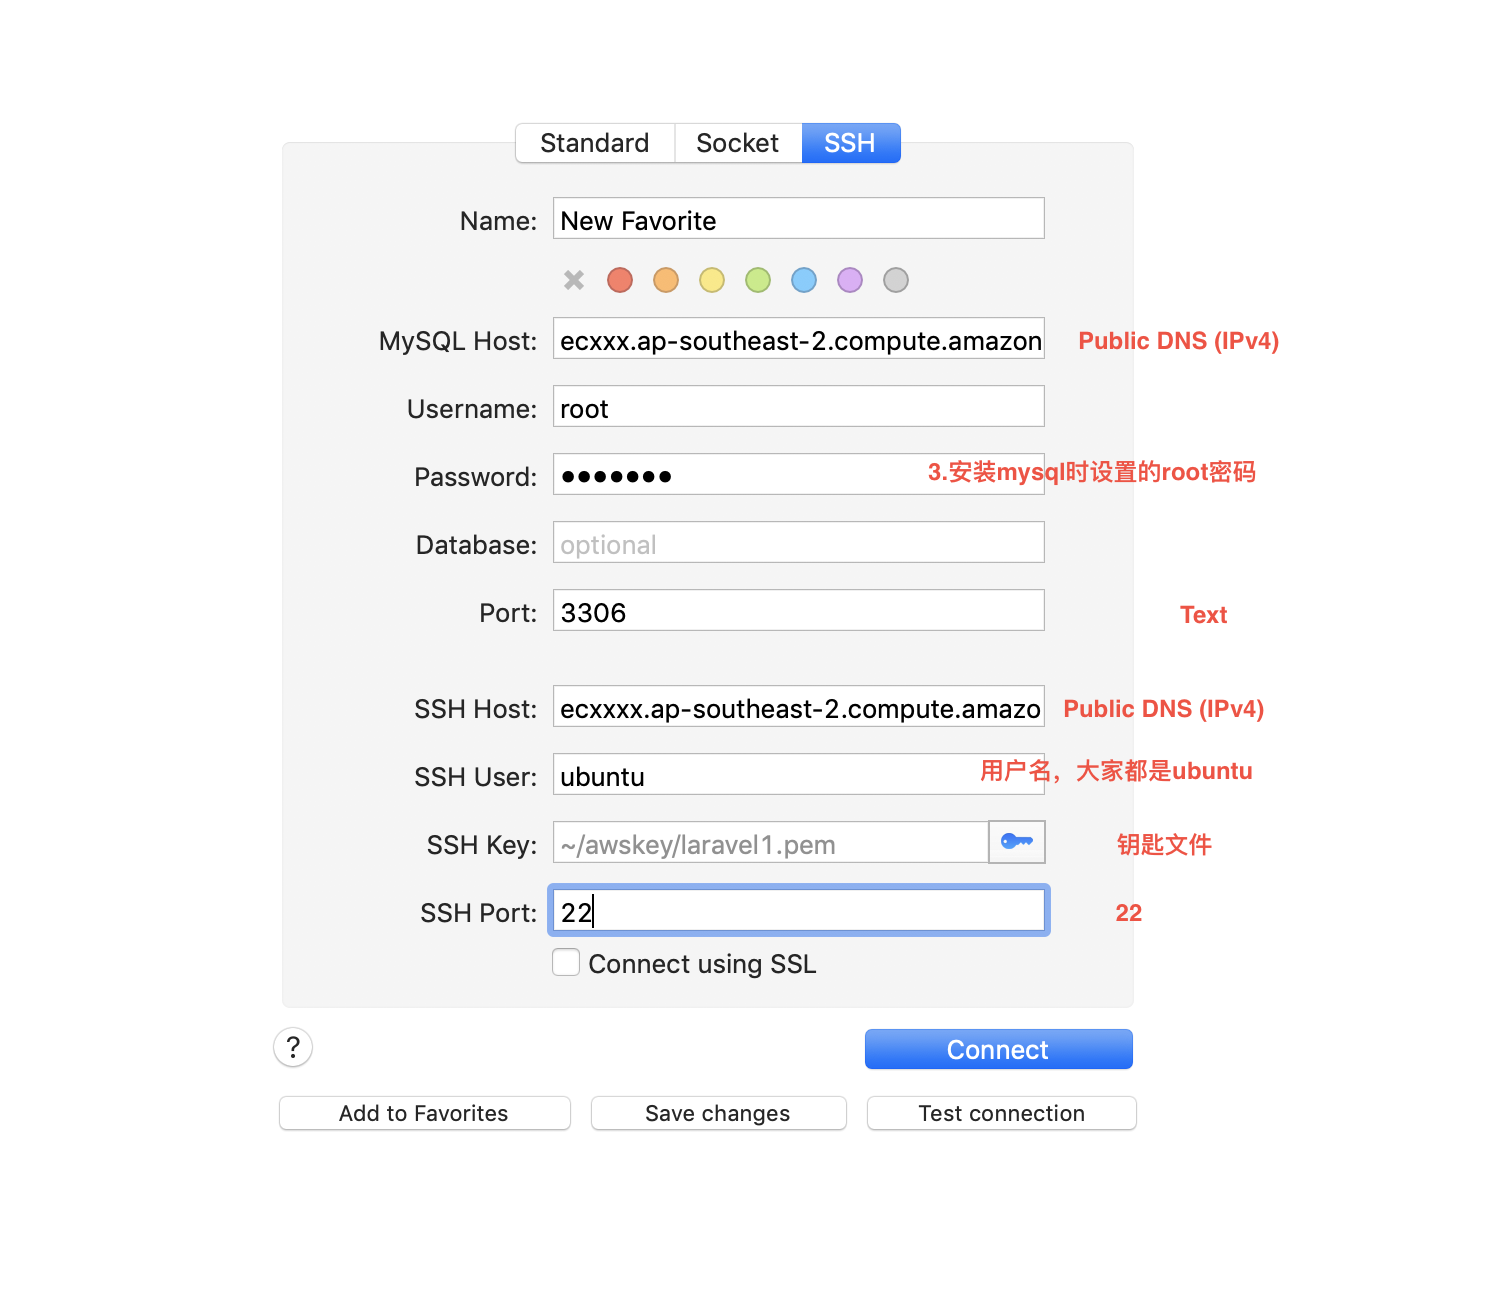 Standard Socket SSH
Name: New Favorite
MySQL Host: ecxxx.ap-southeast-2.compute.amazon Public DNS (IPv4)
Username: root
Password: ●●●●●●● 3.安装mysql时设置的root密码
Database: optional
Port: 3306 Text
SSH Host: ecxxxx.ap-southeast-2.compute.amazo Public DNS (IPv4)
SSH User: ubuntu 用户名，大家都是ubuntu
SSH Key: ~/awskey/laravel1.pem 钥匙文件
SSH Port: 22 22
Connect using SSL
? Connect
Add to Favorites Save changes Test connection